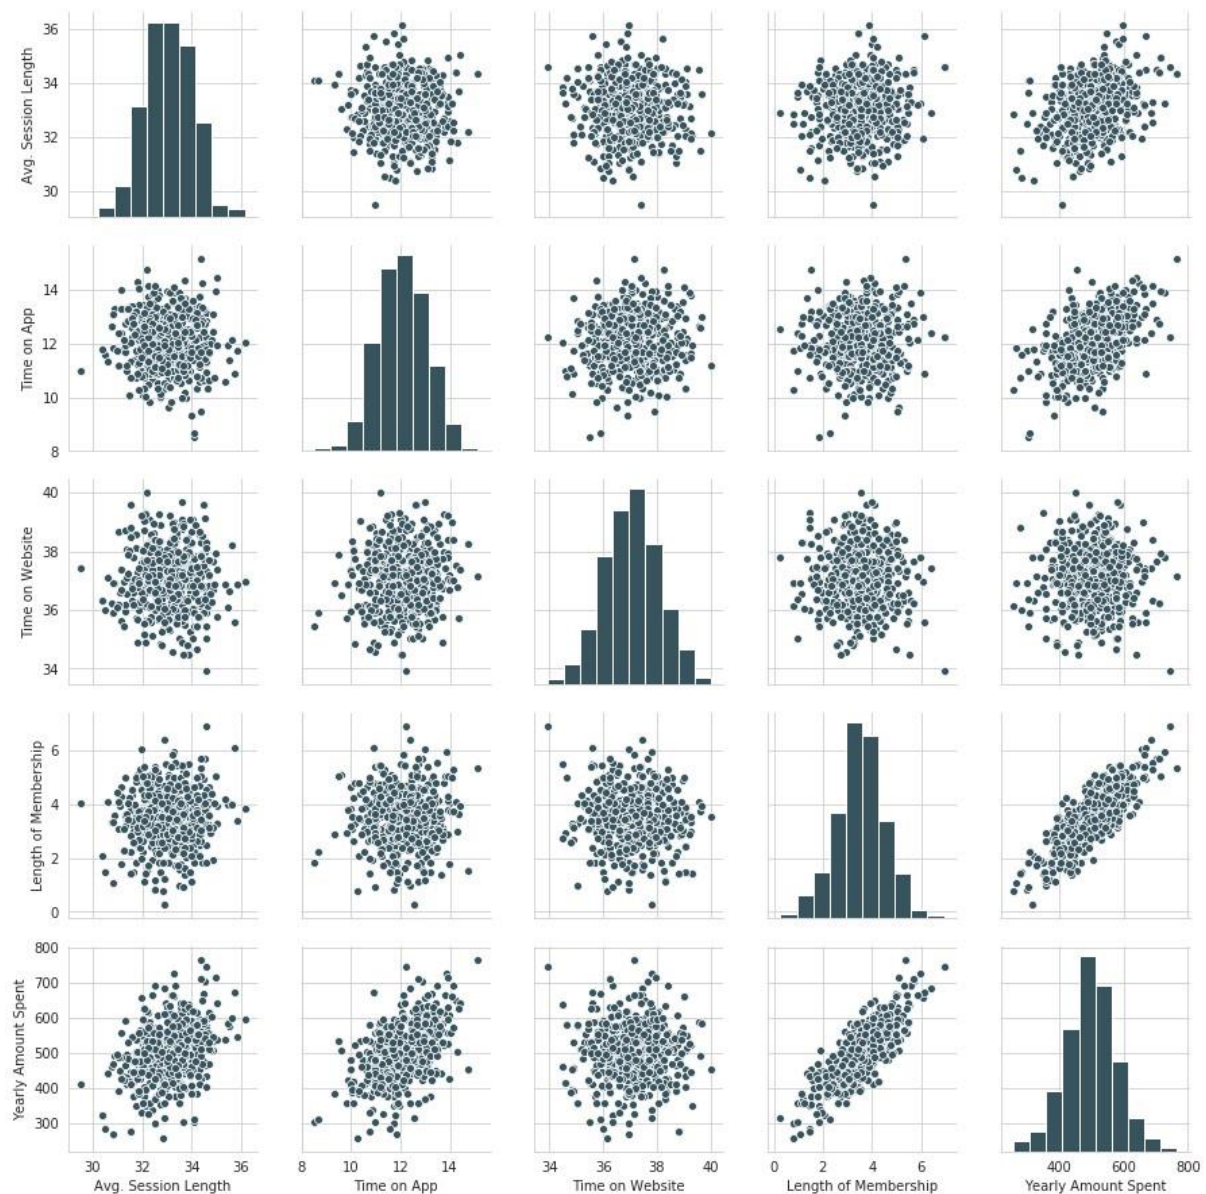 36
34
32
30
Avg. Session Length
14
12
10
8
Time on App
40
38
36
34
Time on Website
6
4
2
0
Length of Membership
800
700
600
500
400
300
Yearly Amount Spent
30 32 34 36
Avg. Session Length
8 10 12 14
Time on App
34 36 38 40
Time on Website
0 2 4 6
Length of Membership
400 600 800
Yearly Amount Spent